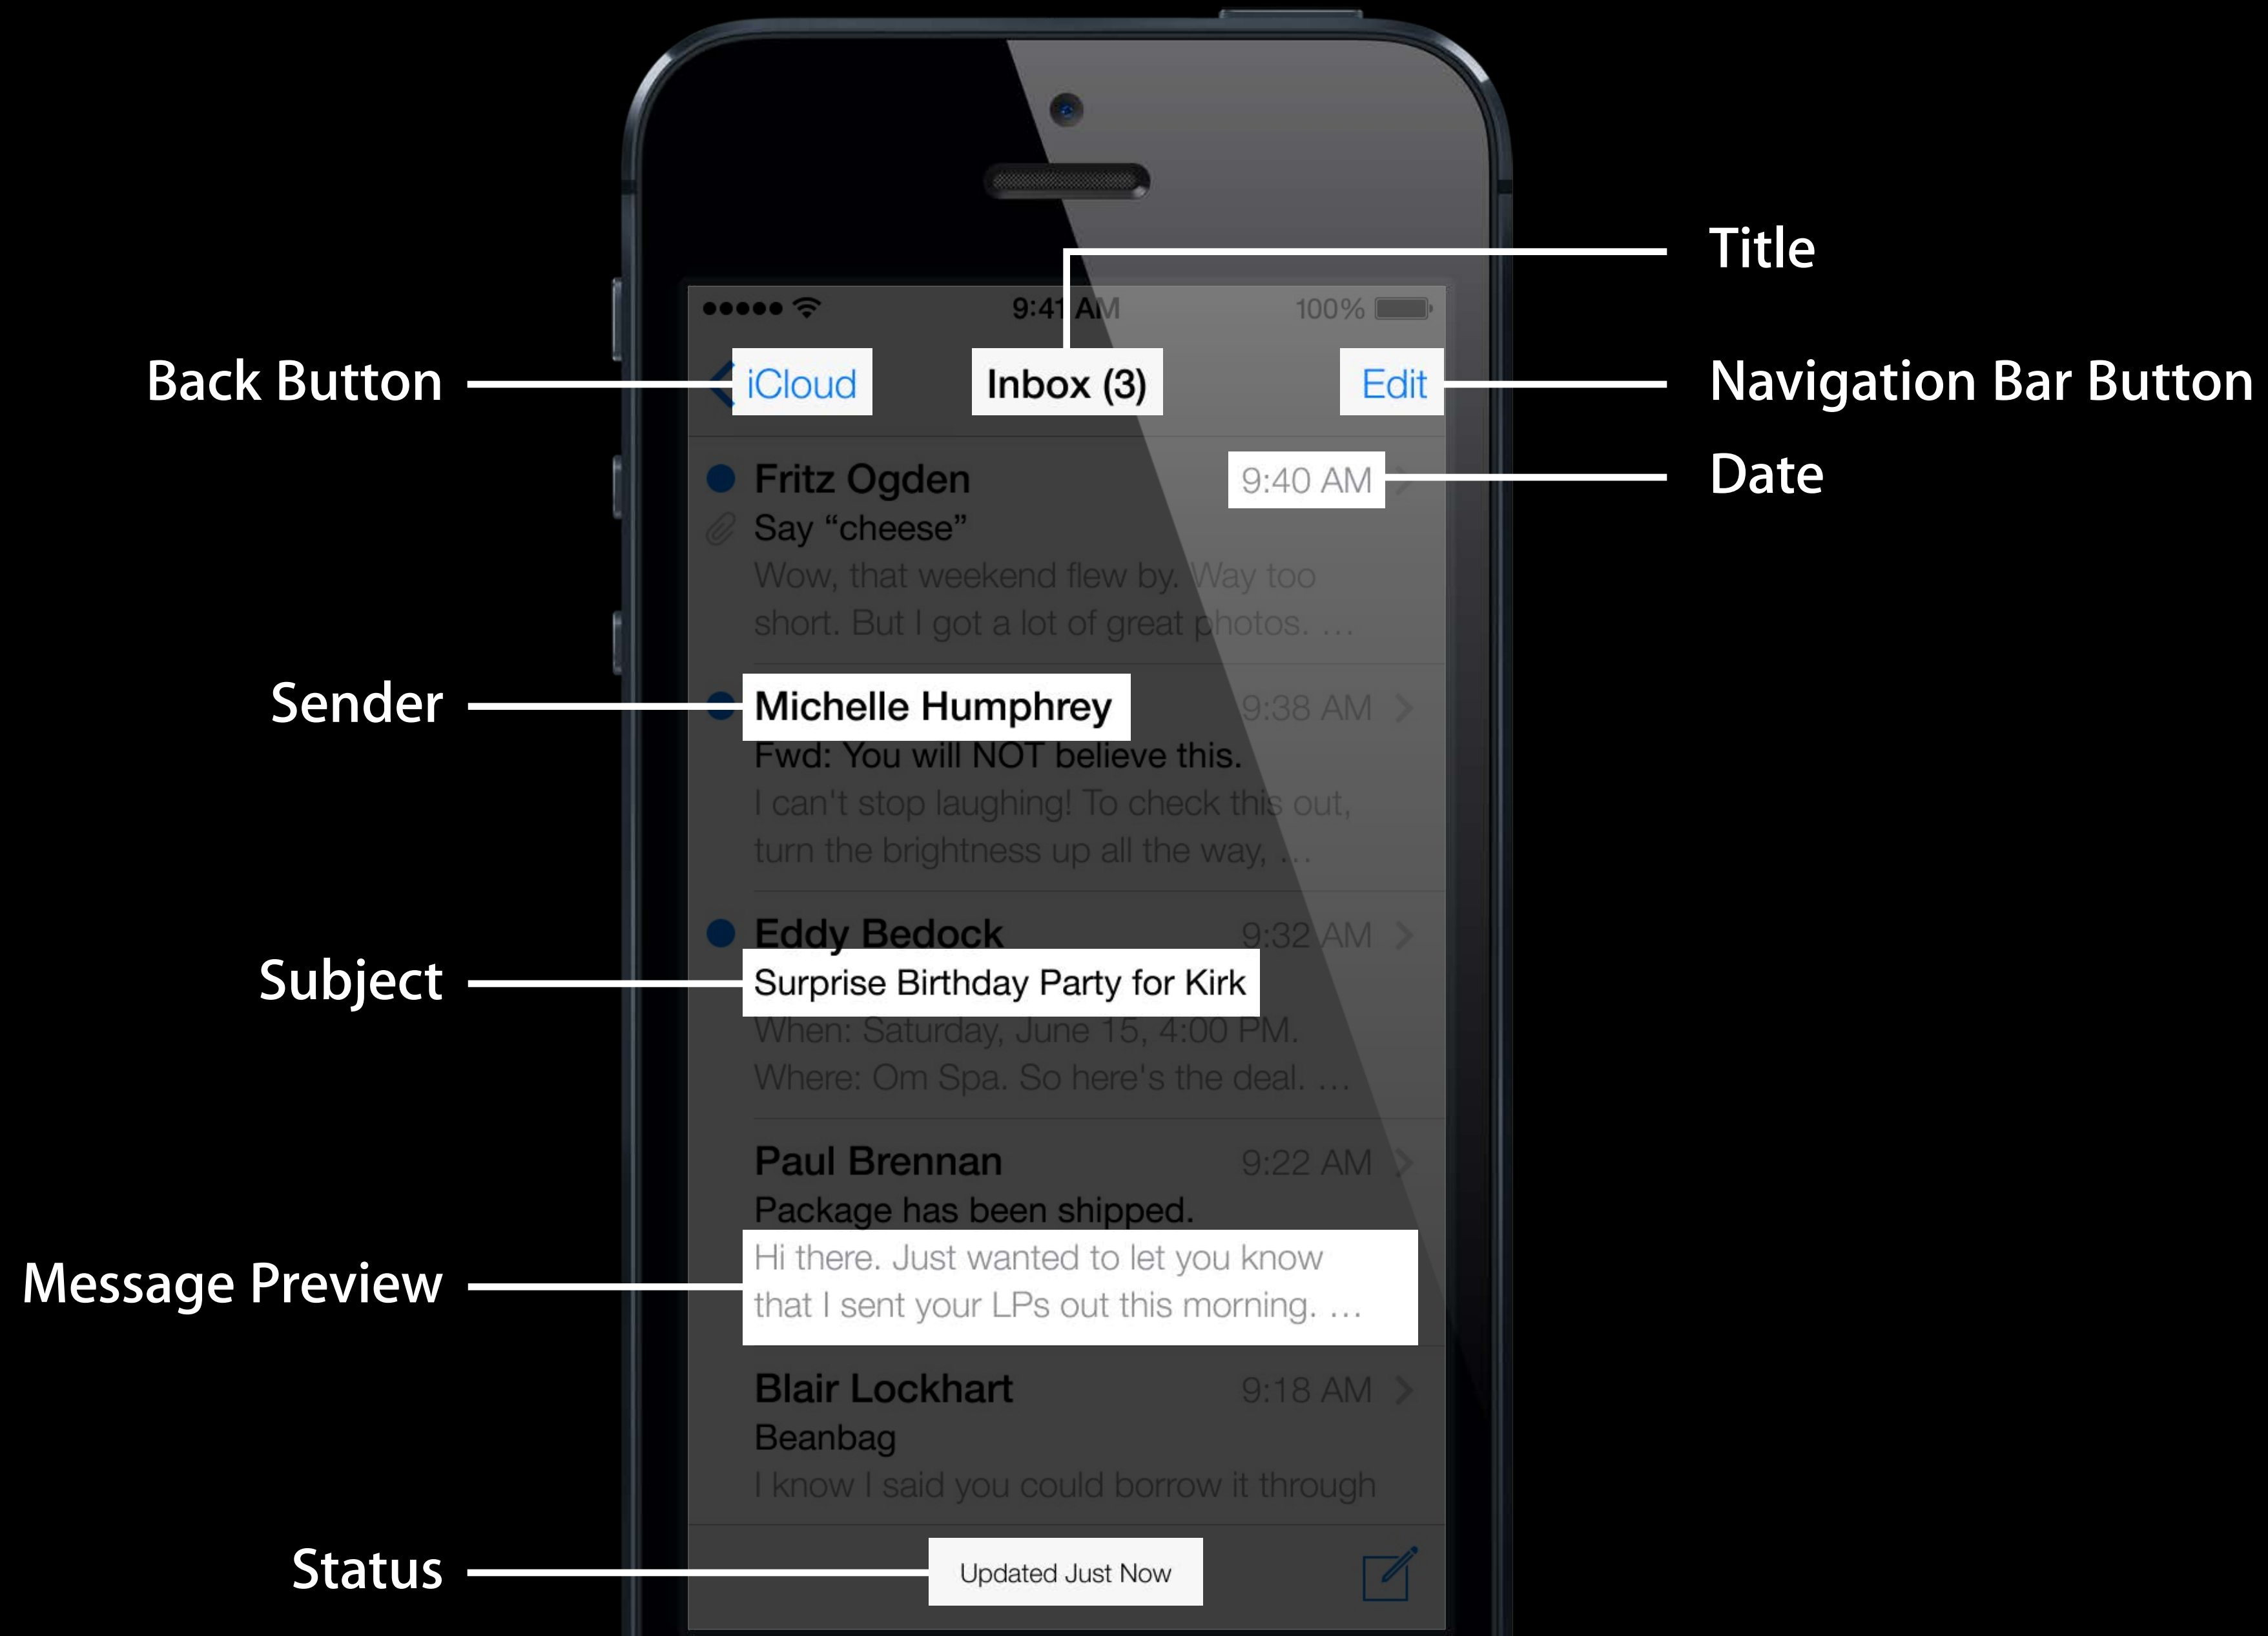 Title
9:41 AM
100%
Back Button
iCloud
Inbox (3)
Edit
Navigation Bar Button
Fritz Ogden
9:40 AM
Date
Say “cheese”
Wow, that weekend flew by. Way too
short. But I got a lot of great photos. …
Sender
Michelle Humphrey
9:38 AM
Fwd: You will NOT believe this.
I can't stop laughing! To check this out,
turn the brightness up all the way, …
Eddy Bedock
9:32 AM
Subject
Surprise Birthday Party for Kirk
When: Saturday, June 15, 4:00 PM.
Where: Om Spa. So here's the deal. …
Paul Brennan
9:22 AM
Package has been shipped.
Message Preview
Hi there. Just wanted to let you know
that I sent your LPs out this morning. …
Blair Lockhart
9:18 AM
Beanbag
I know I said you could borrow it through
Status
Updated Just Now